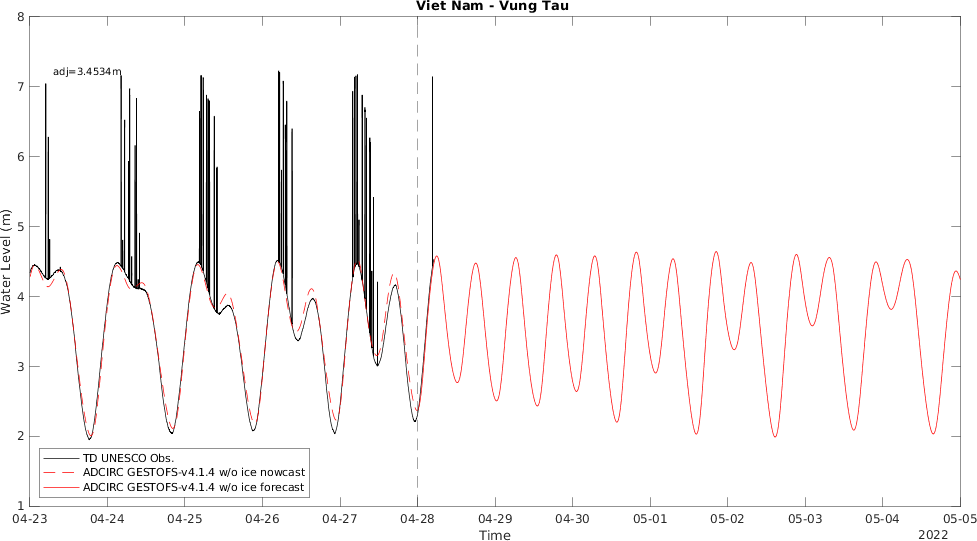 Viet Nam - Vung Tau
8
adj=3.4534m
7
6
5
4
3
2
1
Water Level (m)
TD UNESCO Obs.
ADCIRC GESTOFS-v4.1.4 w/o ice nowcast
ADCIRC GESTOFS-v4.1.4 w/o ice forecast
04-23 04-24 04-25 04-26 04-27 04-28 04-29 04-30 05-01 05-02 05-03 05-04 05-05
Time
2022